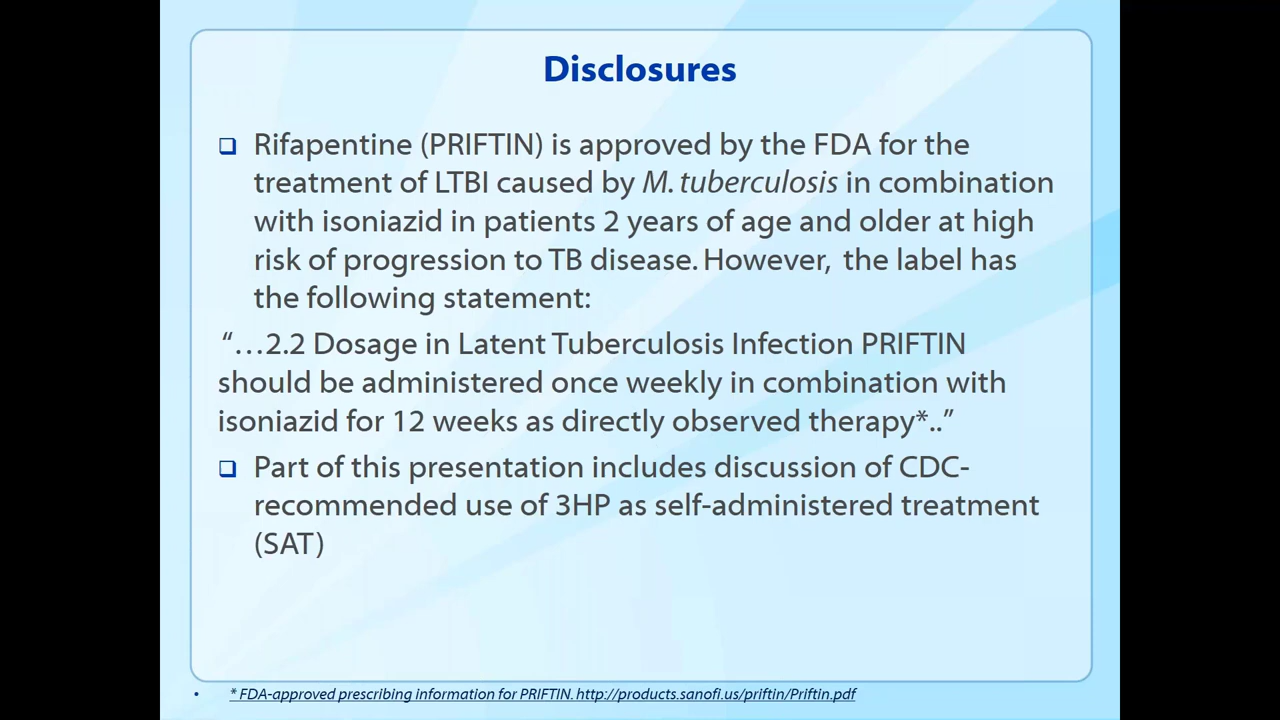 Disclosures
❑ Rifapentine (PRIFTIN) is approved by the FDA for the
treatment of LTBI caused by M. tuberculosis in combination
with isoniazid in patients 2 years of age and older at high
risk of progression to TB disease. However, the label has
the following statement:
“…2.2 Dosage in Latent Tuberculosis Infection PRIFTIN
should be administered once weekly in combination with
isoniazid for 12 weeks as directly observed therapy*..”
❑ Part of this presentation includes discussion of CDC-
recommended use of 3HP as self-administered treatment
(SAT)
• * FDA-approved prescribing information for PRIFTIN. http://products.sanofi.us/priftin/Priftin.pdf